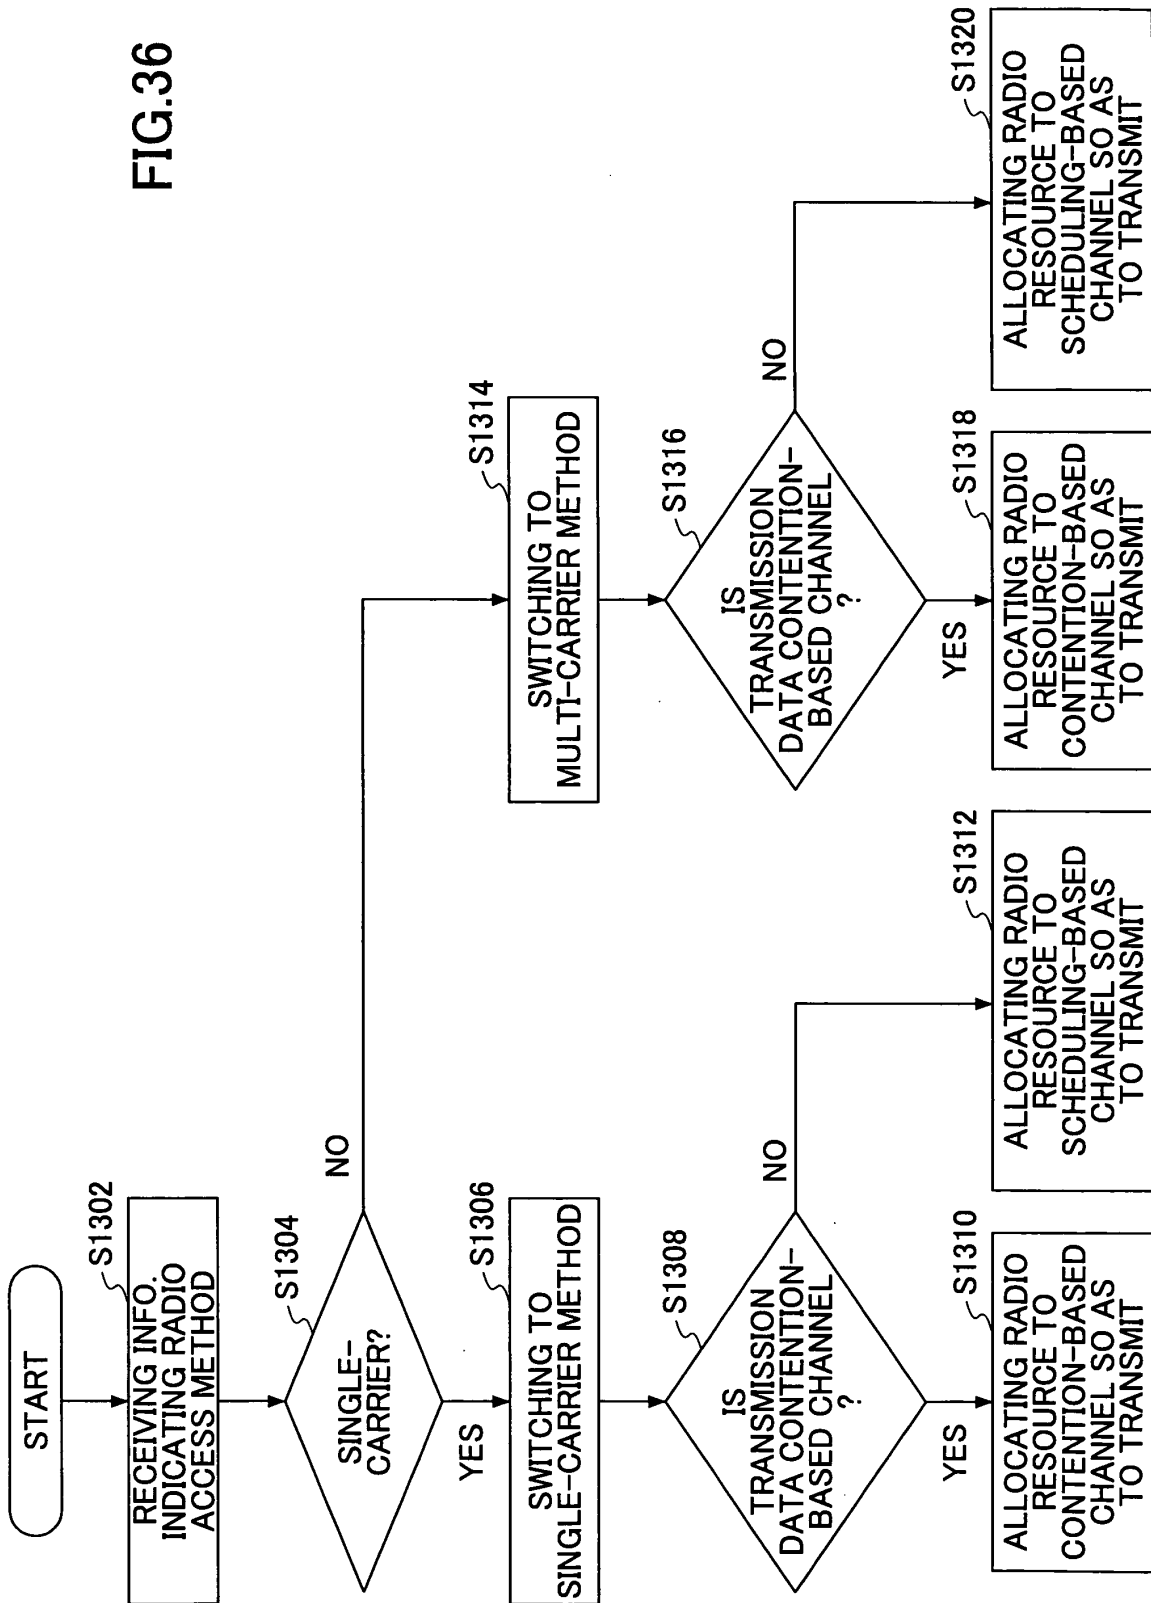 FIG.36
START
S1302
RECEIVING INFO.
INDICATING RADIO
ACCESS METHOD
S1304
SINGLE-
CARRIER?
NO
YES
S1306
SWITCHING TO
SINGLE-CARRIER METHOD
S1308
IS
TRANSMISSION
DATA CONTENTION-
BASED CHANNEL
?
NO
YES
S1310
ALLOCATING RADIO
RESOURCE TO
CONTENTION-BASED
CHANNEL SO AS
TO TRANSMIT
S1312
ALLOCATING RADIO
RESOURCE TO
SCHEDULING-BASED
CHANNEL SO AS
TO TRANSMIT
S1314
SWITCHING TO
MULTI-CARRIER METHOD
S1316
IS
TRANSMISSION
DATA CONTENTION-
BASED CHANNEL
?
NO
YES
S1318
ALLOCATING RADIO
RESOURCE TO
CONTENTION-BASED
CHANNEL SO AS
TO TRANSMIT
S1320
ALLOCATING RADIO
RESOURCE TO
SCHEDULING-BASED
CHANNEL SO AS
TO TRANSMIT